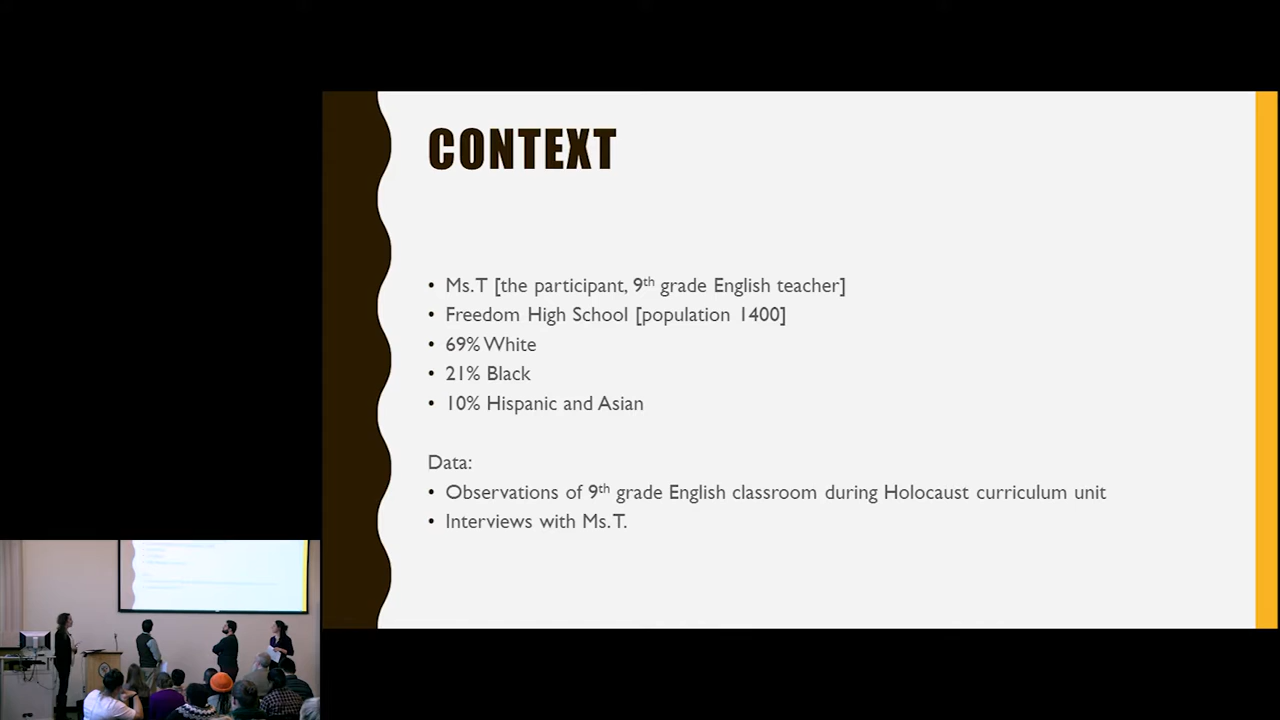 CONTEXT
• Ms.T [the participant, 9th grade English teacher]
• Freedom High School [population 1400]
• 69% White
• 21% Black
• 10% Hispanic and Asian
Data:
• Observations of 9th grade English classroom during Holocaust curriculum unit
• Interviews with Ms.T.